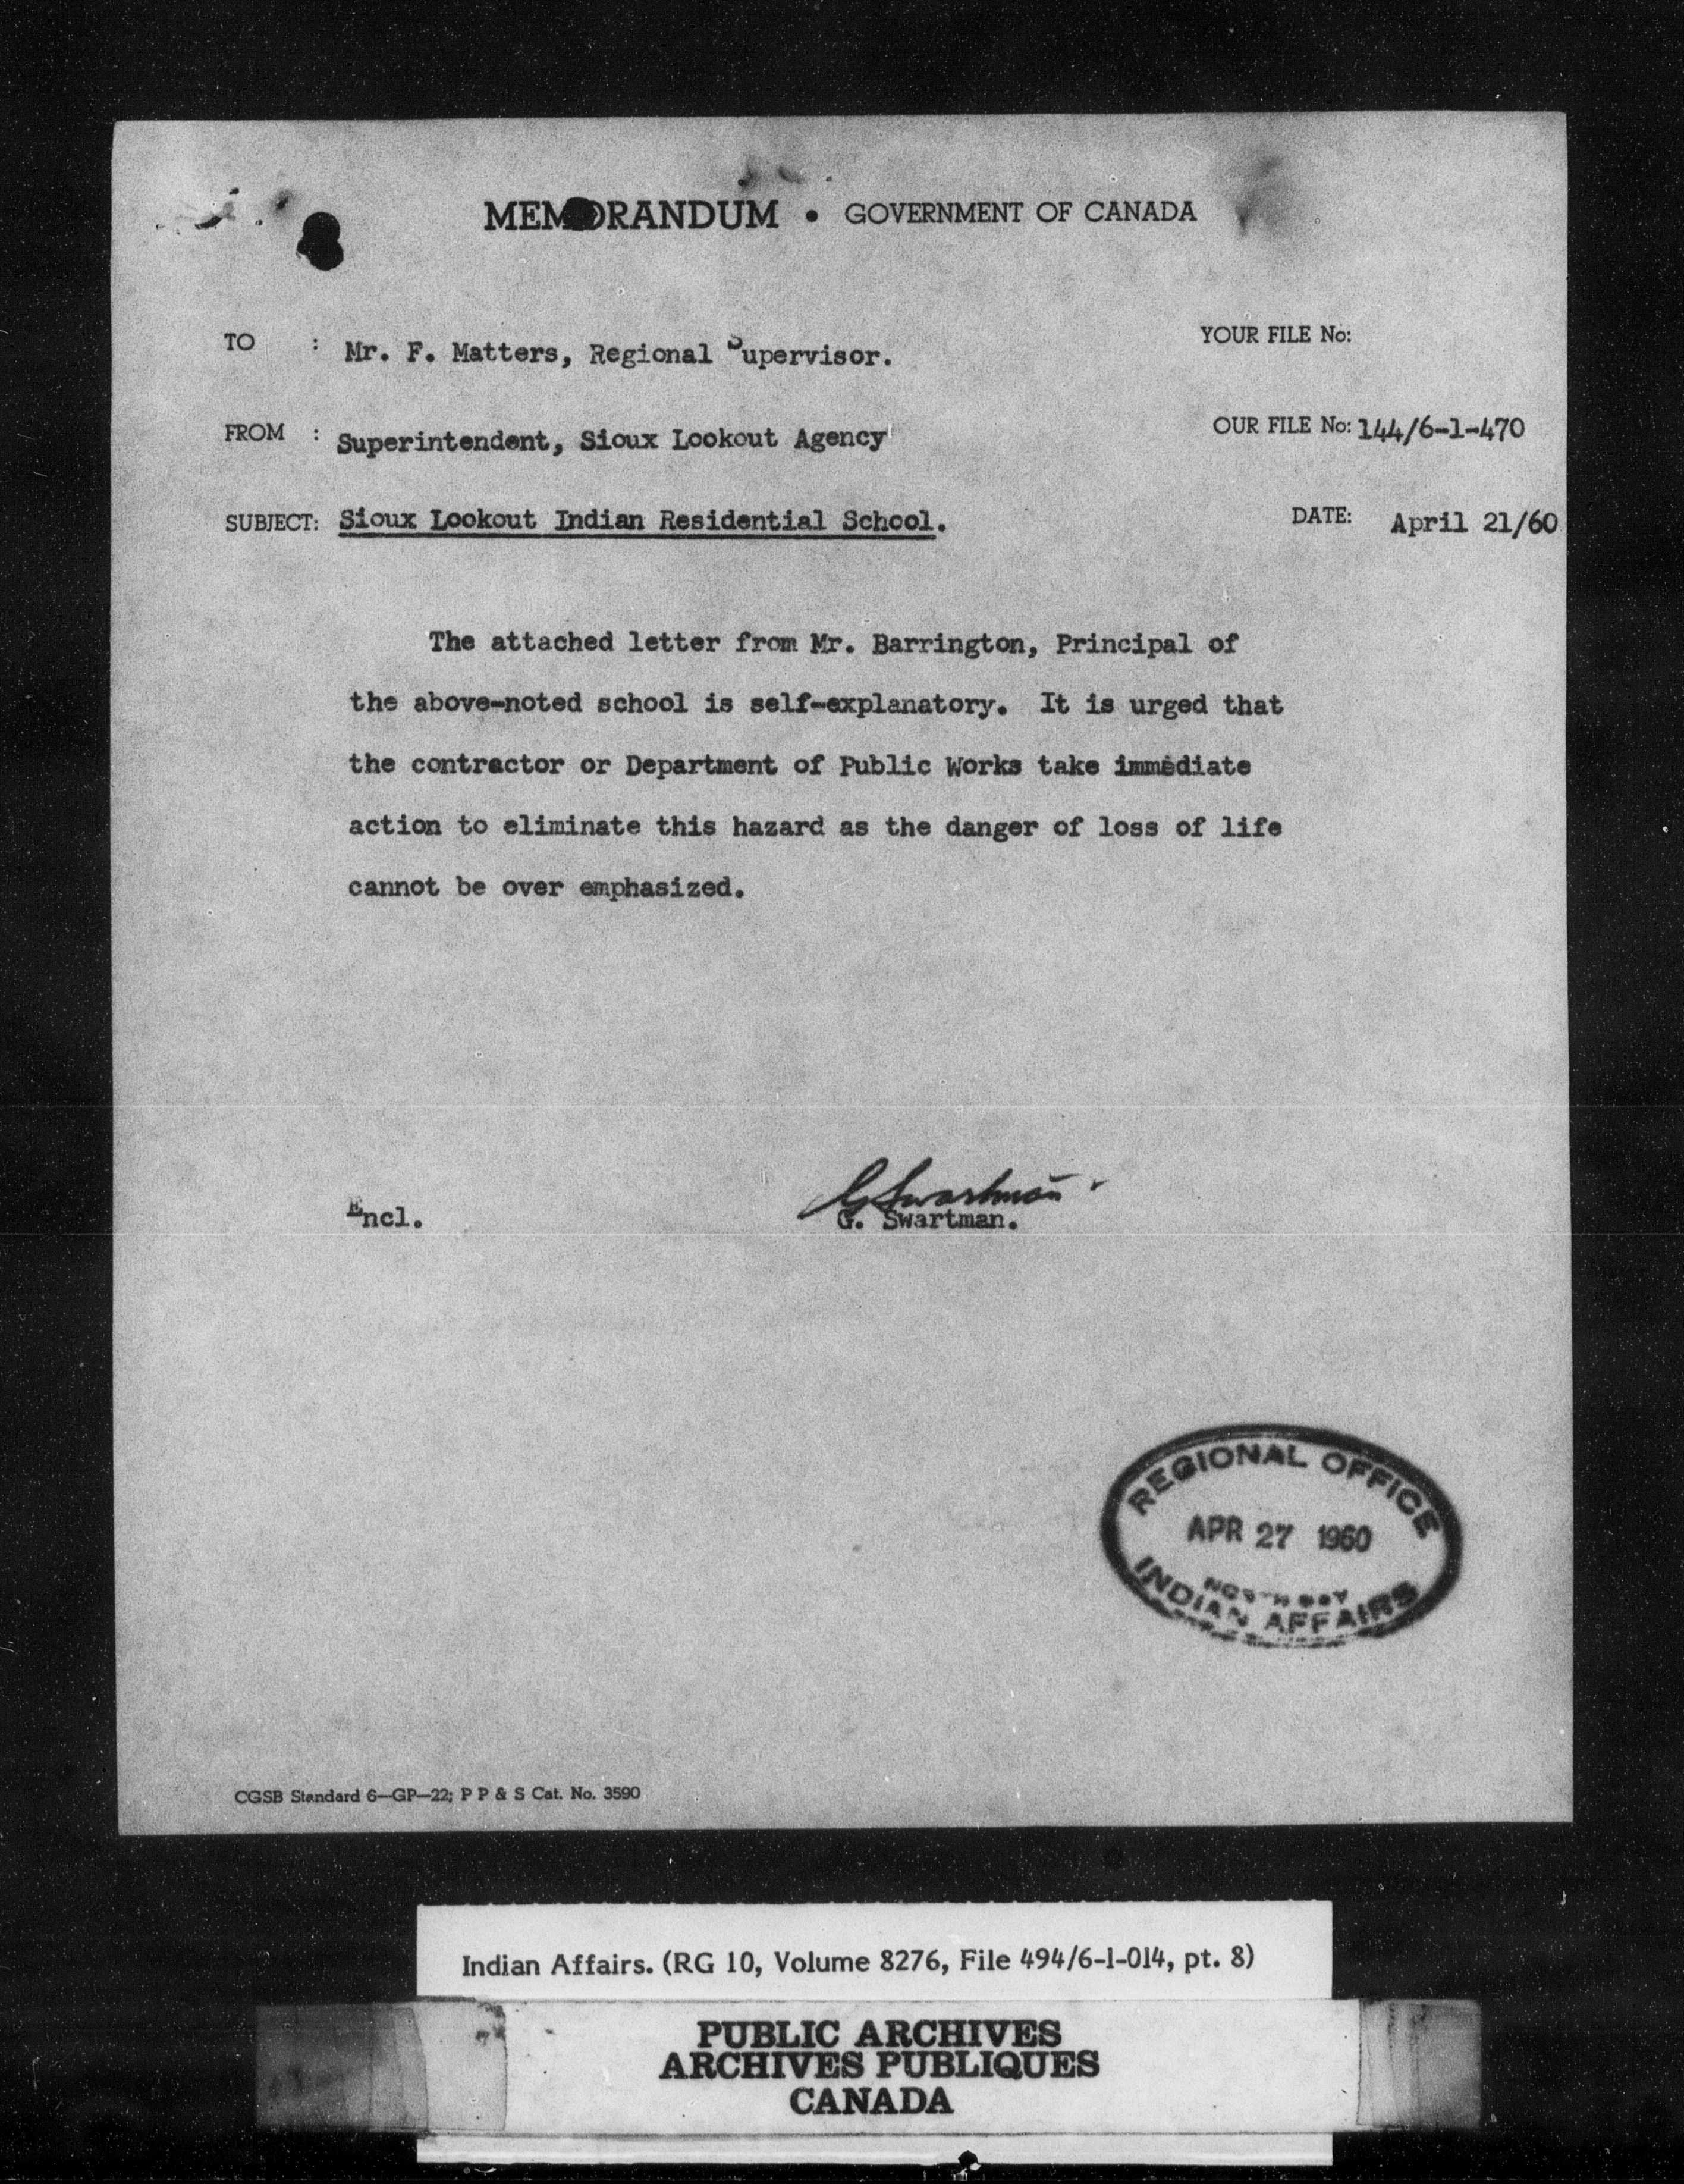 MEMORANDUM • GOVERNMENT OF CANADA
TO : Mr. F. Matters, Regional Supervisor.
YOUR FILE No:
FROM : Superintendent, Sioux Lookout Agency
OUR FILE No: 144/6-1-470
SUBJECT: Sioux Lookout Indian Residential School.
DATE: April 21/60
The attached letter from Mr. Barrington, Principal of
the above-noted school is self-explanatory. It is urged that
the contractor or Department of Public Works take immediate
action to eliminate this hazard as the danger of loss of life
cannot be over emphasized.
G Swartman
Encl.
G. Swartman.
REGIONAL OFFICE
APR 27 1960
NORTH BAY
INDIAN AFFAIRS
CGSB Standard 6—GP—22; P P & S Cat. No. 3590
Indian Affairs. (RG 10, Volume 8276, File 494/6-1-014, pt. 8)
PUBLIC ARCHIVES
ARCHIVES PUBLIQUES
CANADA